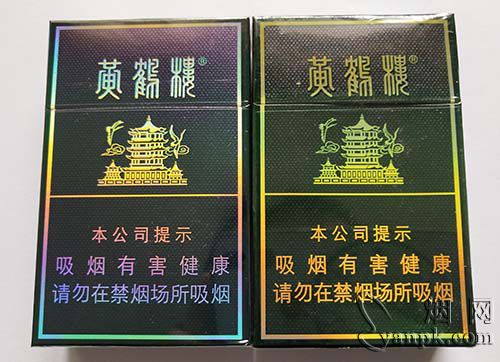 黄鹤楼®
本公司提示
吸烟有害健康
请勿在禁烟场所吸烟
黄鹤楼®
本公司提示
吸烟有害健康
请勿在禁烟场所吸烟
烟网
yanpk.com